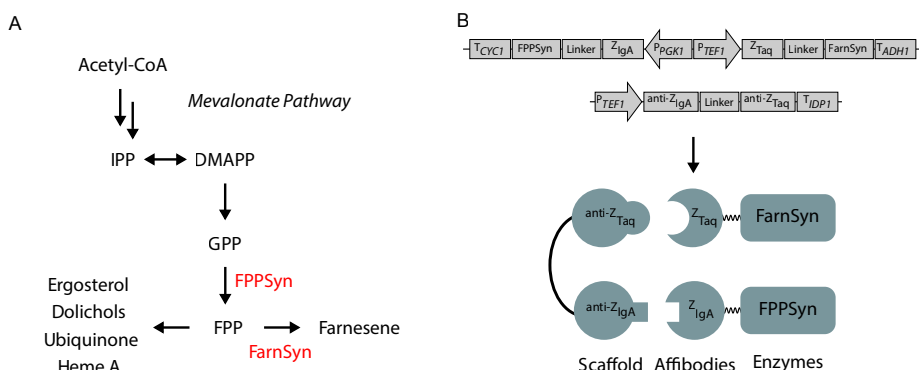 A
Acetyl-CoA
Mevalonate Pathway
IPP
DMAPP
GPP
FPPSyn
Ergosterol
Dolichols
Ubiquinone
Heme A
FPP
Farnesene
FarnSyn
B
TCYC1 FPPSyn Linker ZIgA PPGK1 PTEF1 ZTaq Linker FarnSyn TADH1
PTEF1 anti-ZIgA Linker anti-ZTaq TIDP1
anti-ZTaq ZTaq FarnSyn
anti-ZIgA ZIgA FPPSyn
Scaffold Affibodies Enzymes